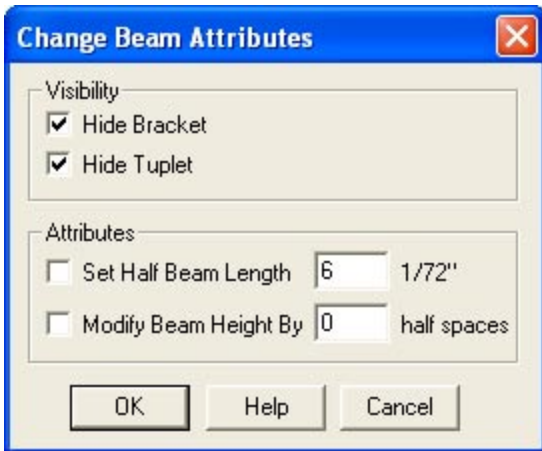 Change Beam Attributes
Visibility
Hide Bracket
Hide Tuplet
Attributes
Set Half Beam Length 6 1/72"
Modify Beam Height By 0 half spaces
OK Help Cancel